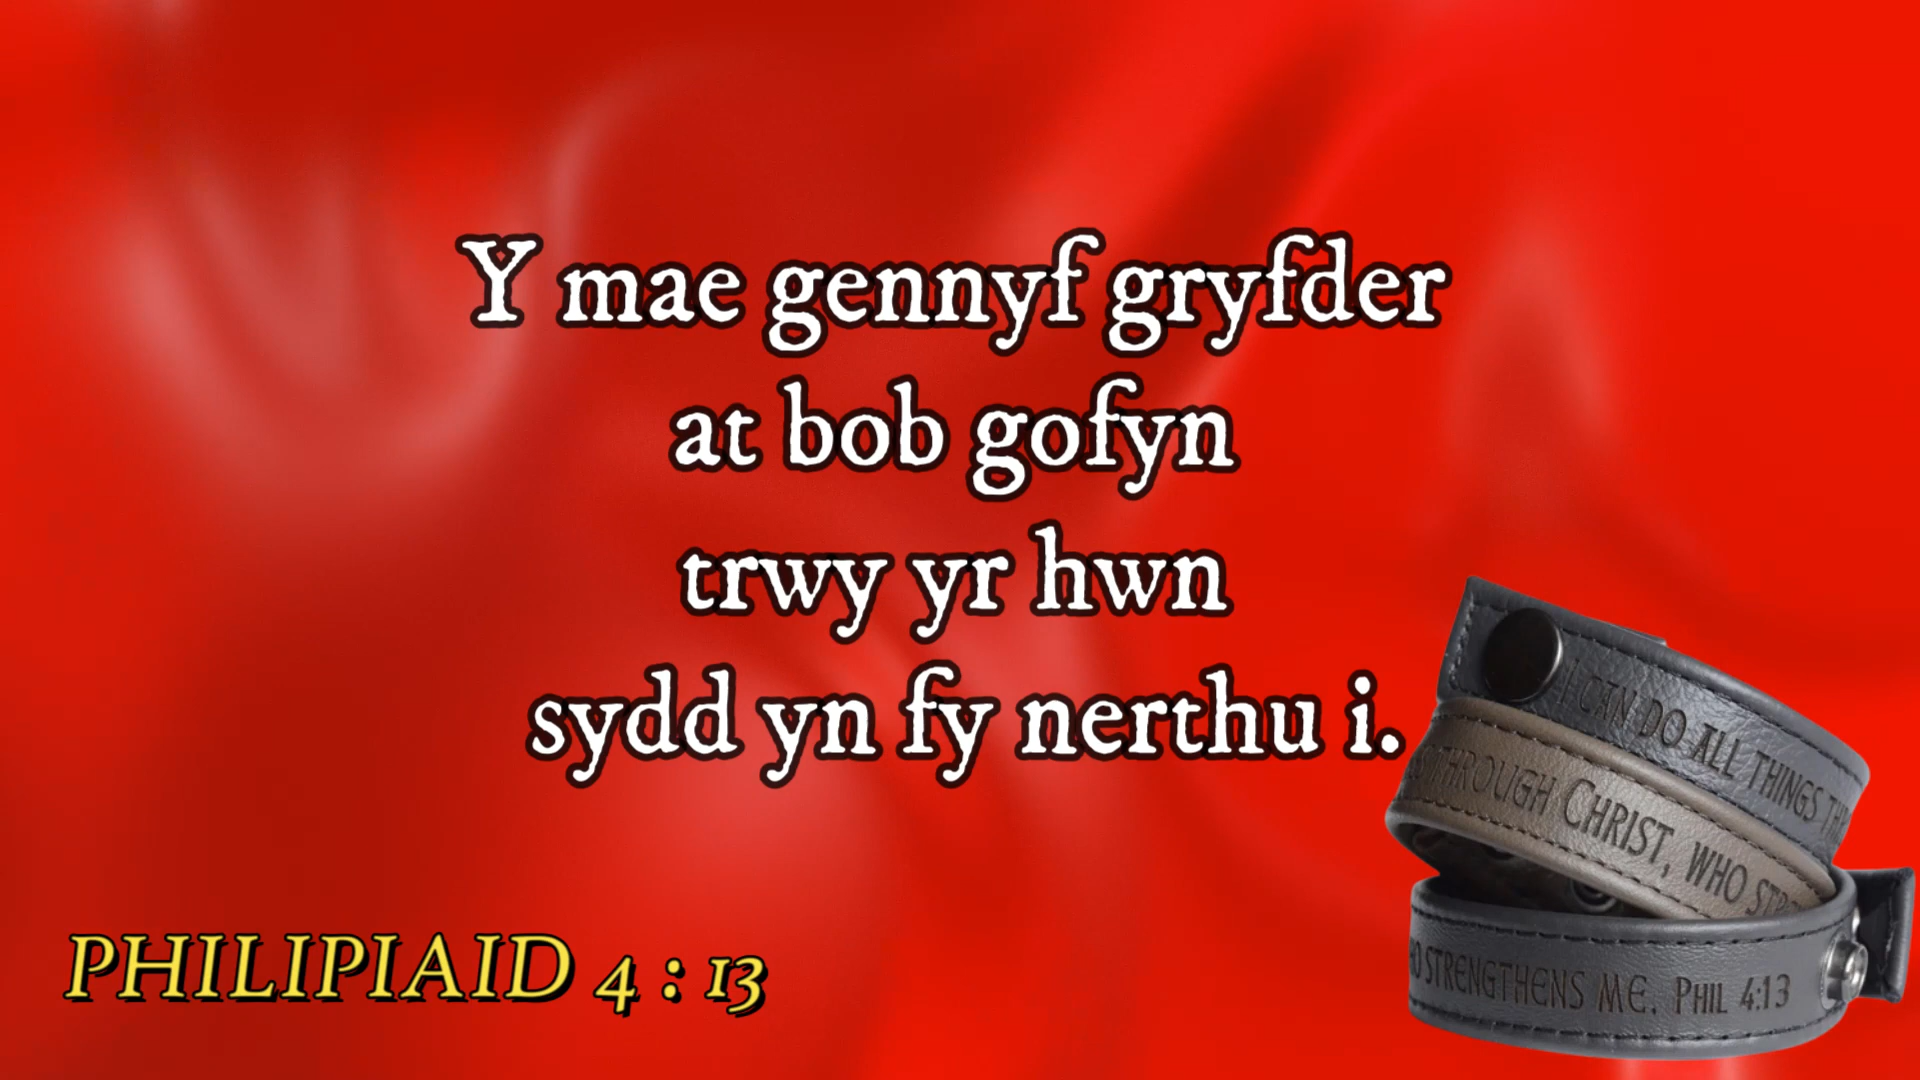 Y mae gennyf gryfder
at bob gofyn
trwy yr hwn
sydd yn fy nerthu i.
I CAN DO ALL THINGS
THROUGH CHRIST, WHO
STRENGTHENS ME. PHIL 4:13
PHILIPIAID 4 : 13